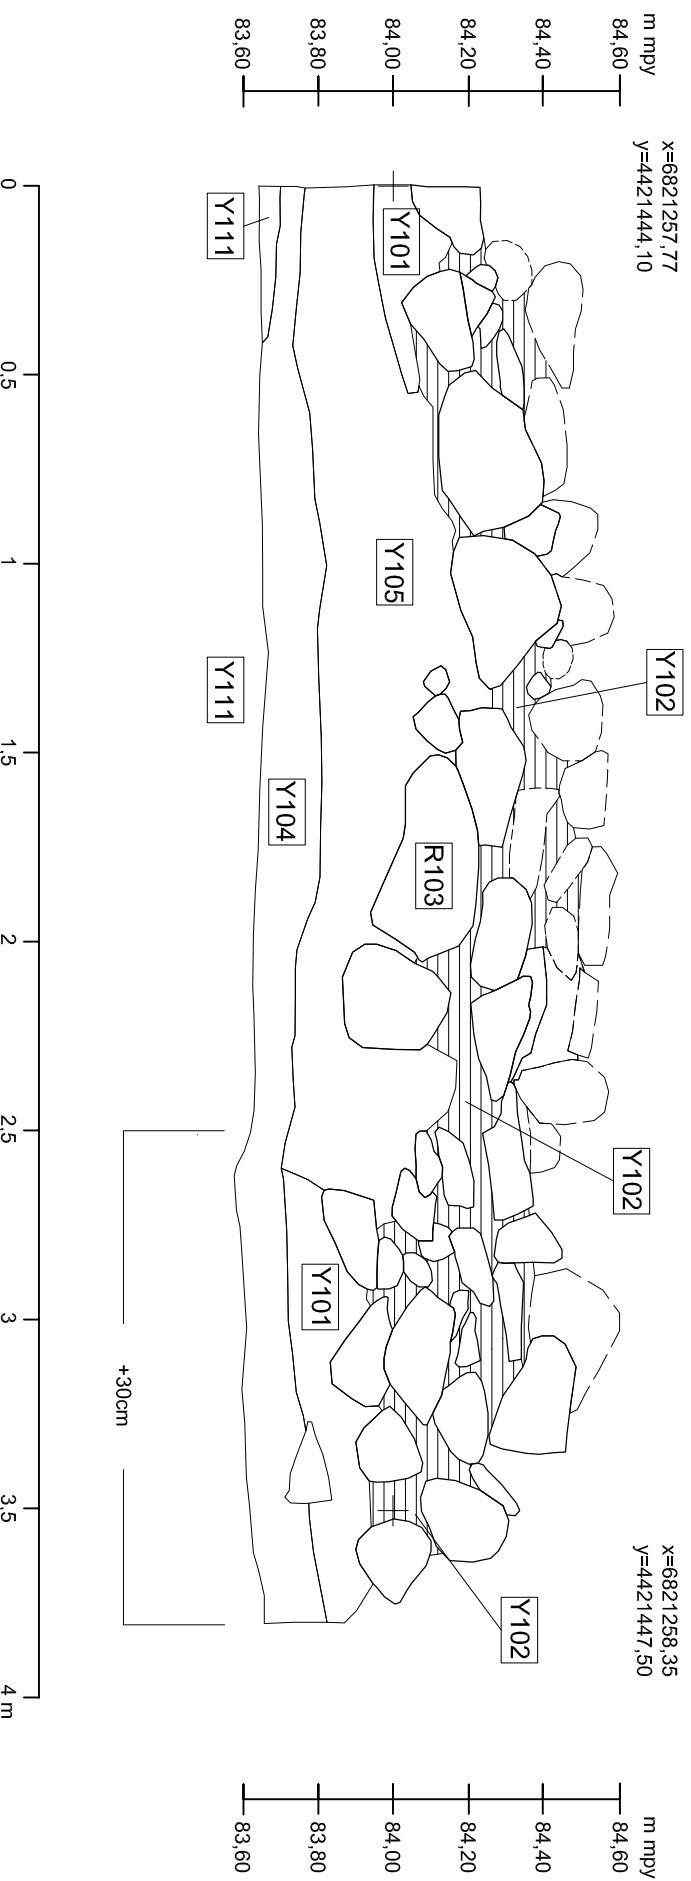 m mpy
84,60
84,40
84,20
84,00
83,80
83,60
x=6821257,77
y=4421444,10
x=6821258,35
y=4421447,50
m mpy
84,60
84,40
84,20
84,00
83,80
83,60
Y102
Y102
Y102
Y101
Y105
R103
Y101
Y104
Y111
Y111
+30cm
0
0,5
1
1,5
2
2,5
3
3,5
4 m